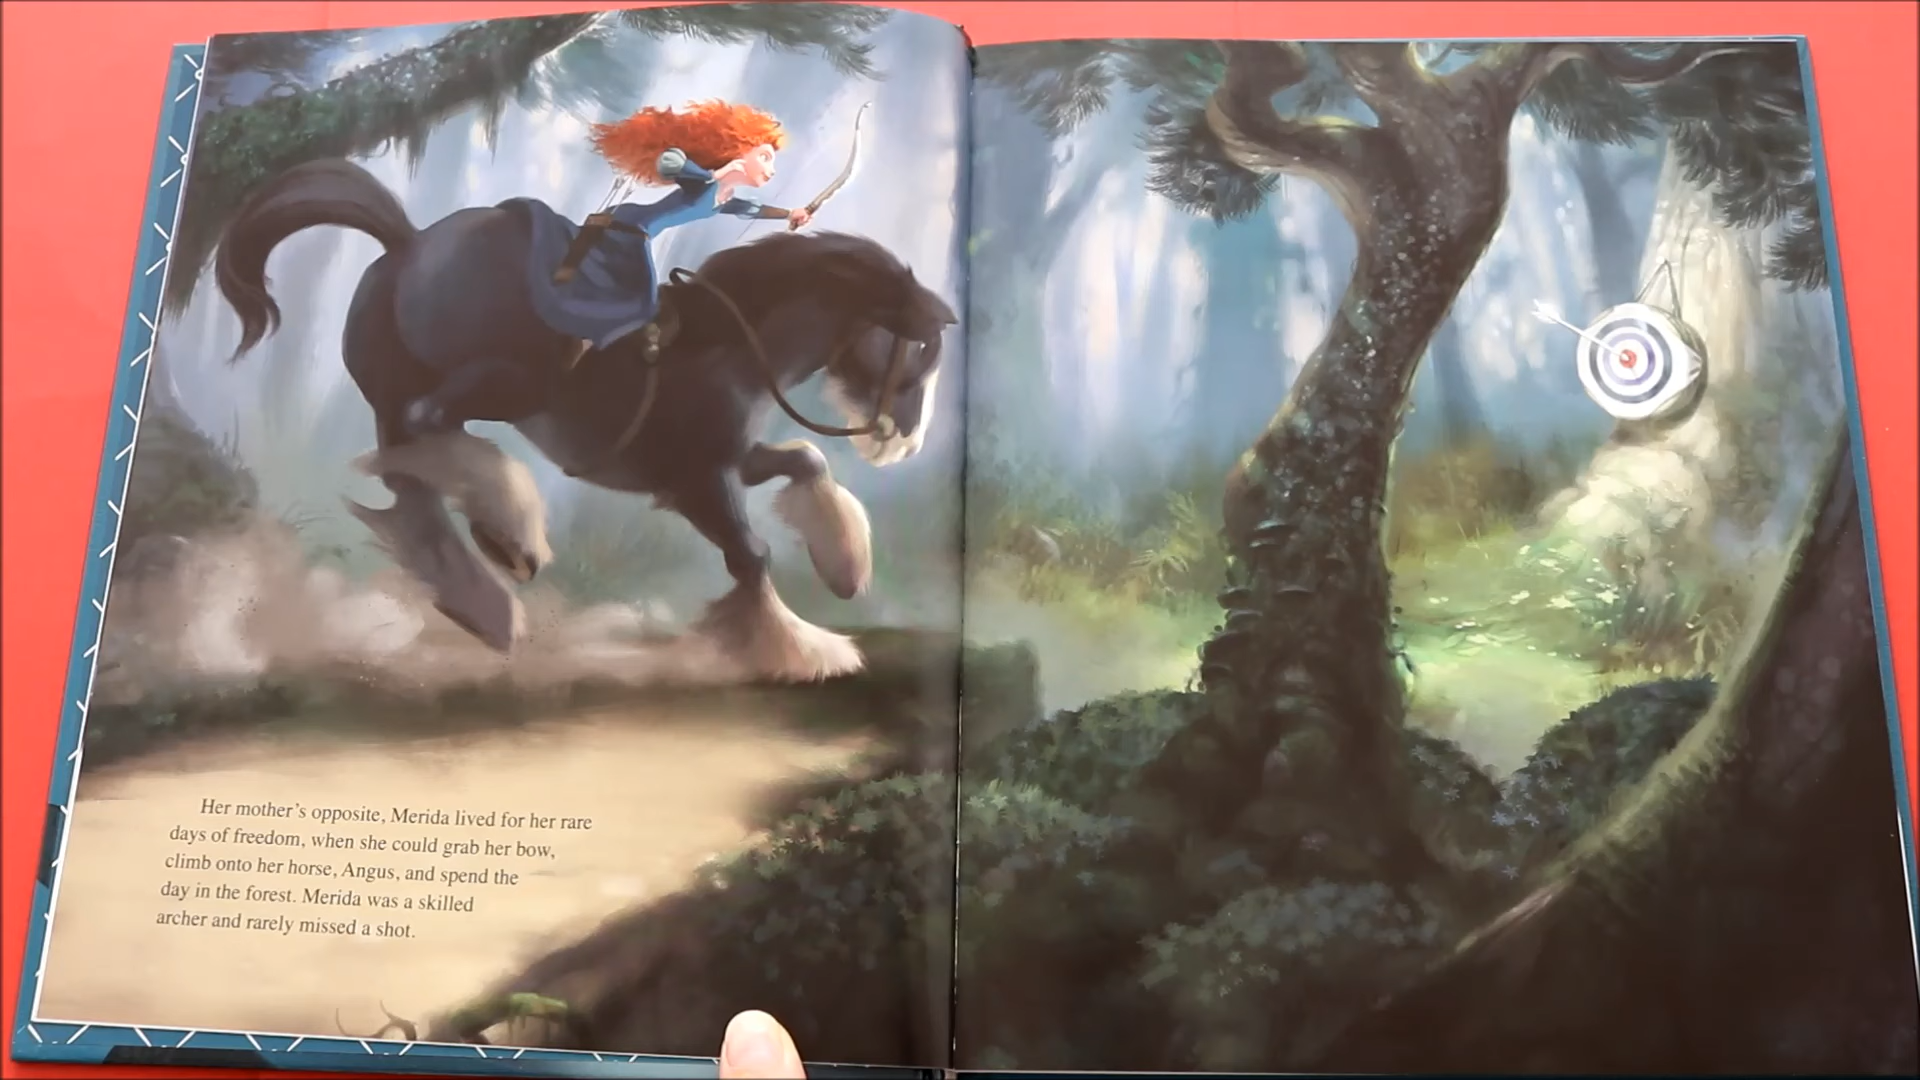 Her mother's opposite, Merida lived for her rare
days of freedom, when she could grab her bow,
climb onto her horse, Angus, and spend the
day in the forest. Merida was a skilled
archer and rarely missed a shot.